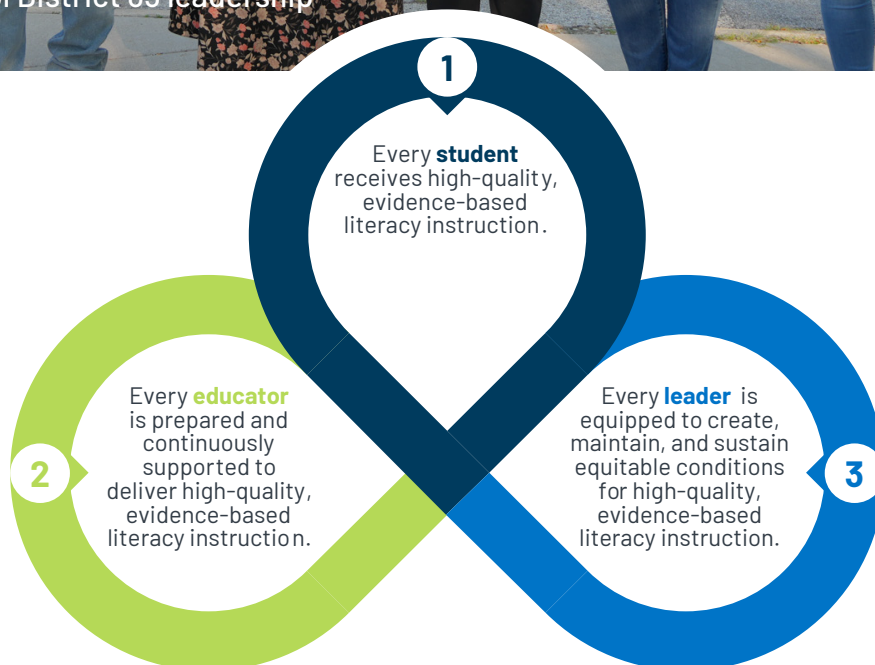 District 65 leadership
1
Every student
receives high-quality,
evidence-based
literacy instruction.
2
Every educator
is prepared and
continuously
supported to
deliver high-quality,
evidence-based
literacy instruction.
3
Every leader is
equipped to create,
maintain, and sustain
equitable conditions
for high-quality,
evidence-based
literacy instruction.